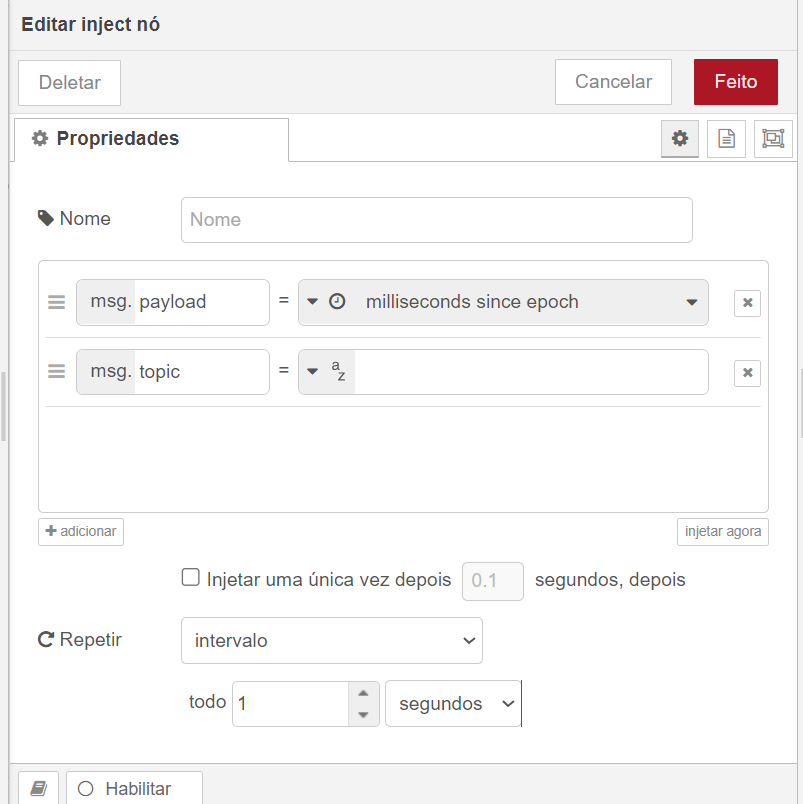 Editar inject nó
Deletar
Cancelar
Feito
Propriedades
Nome
Nome
msg. payload = milliseconds since epoch
msg. topic = a z
adicionar
injetar agora
Injetar uma única vez depois 0.1 segundos, depois
Repetir
intervalo
todo 1 segundos
Habilitar